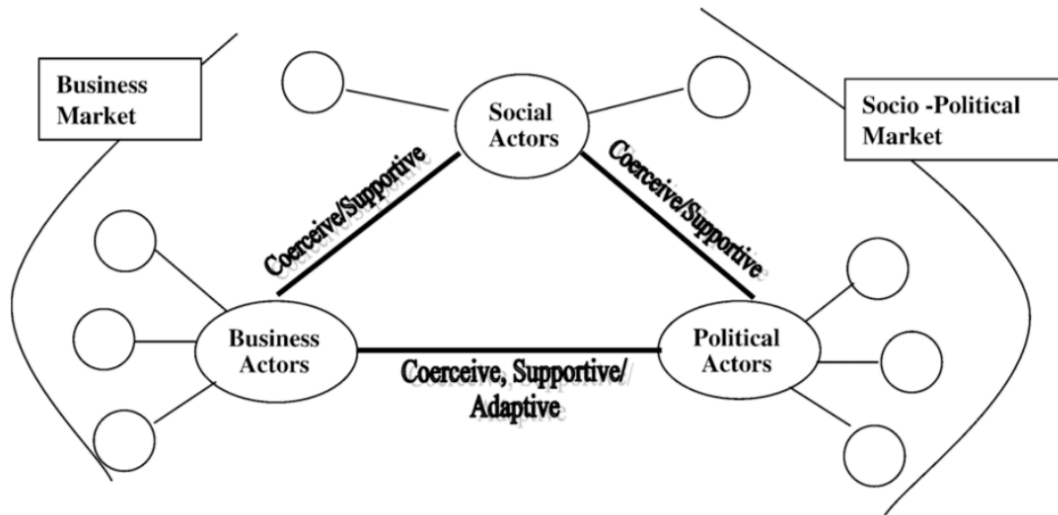 Business
Market
Social
Actors
Socio -Political
Market
Coerceive/Supportive
Coerceive/Supportive
Business
Actors
Political
Actors
Coerceive, Supportive/
Adaptive